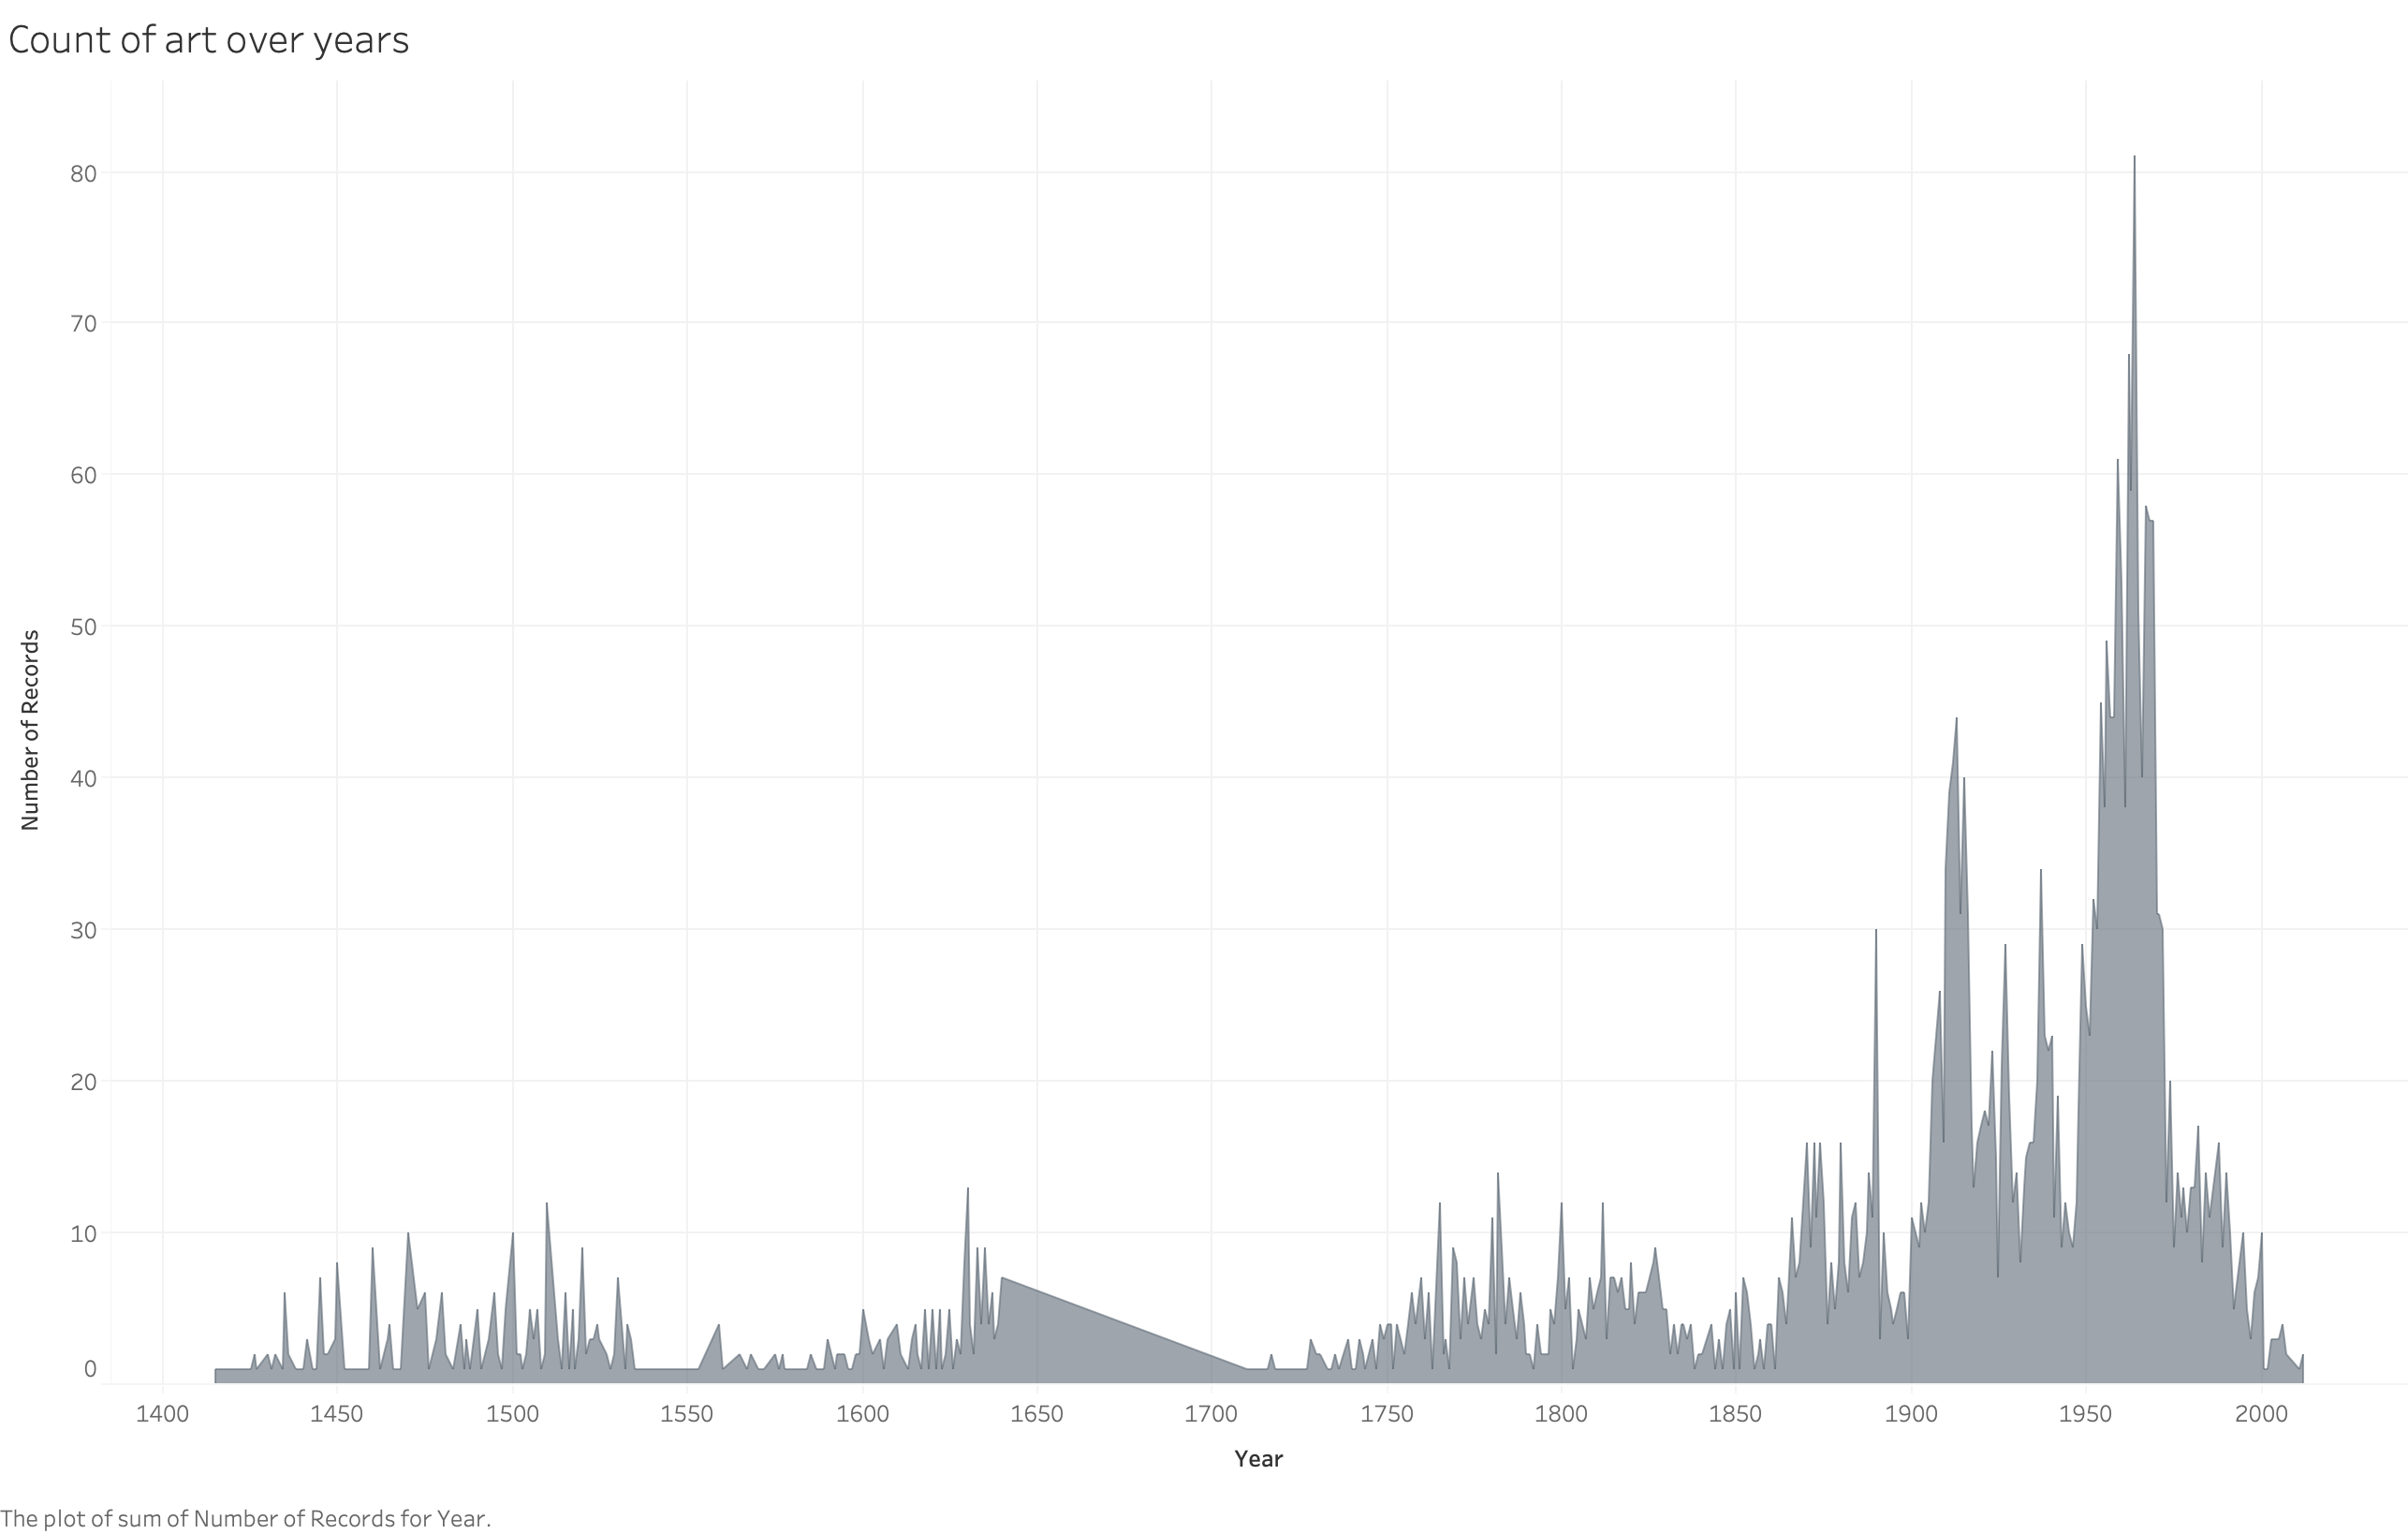 Count of art over years
80
70
60
50
40
30
20
10
0
Number of Records
1400 1450 1500 1550 1600 1650 1700 1750 1800 1850 1900 1950 2000
Year
The plot of sum of Number of Records for Year.